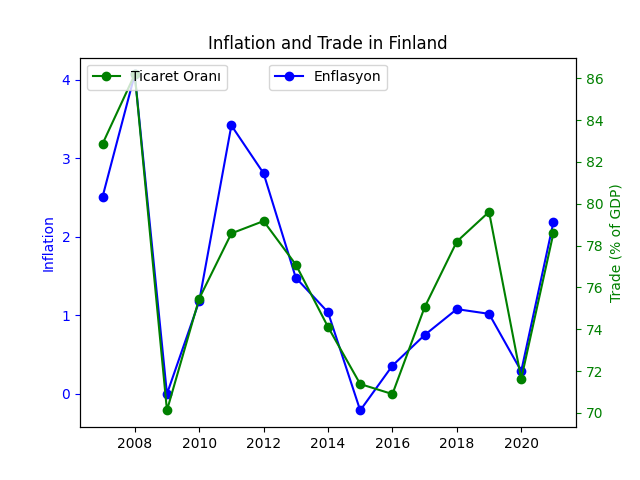 Inflation and Trade in Finland
Ticaret Oranı
Enflasyon
4
3
2
1
0
Inflation
86
84
82
80
78
76
74
72
70
Trade (% of GDP)
2008 2010 2012 2014 2016 2018 2020